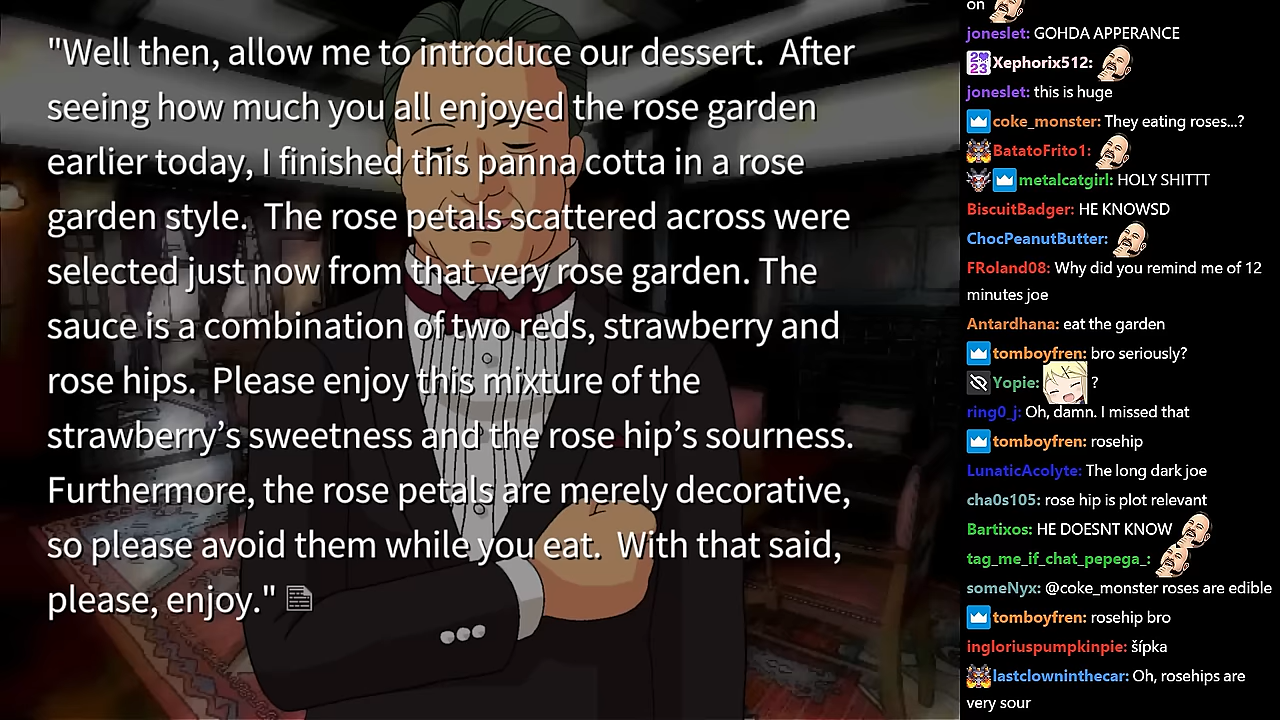 "Well then, allow me to introduce our dessert.  After
seeing how much you all enjoyed the rose garden
earlier today, I finished this panna cotta in a rose
garden style.  The rose petals scattered across were
selected just now from that very rose garden. The
sauce is a combination of two reds, strawberry and
rose hips.  Please enjoy this mixture of the
strawberry’s sweetness and the rose hip’s sourness.
Furthermore, the rose petals are merely decorative,
so please avoid them while you eat.  With that said,
please, enjoy."
on
joneslet: GOHDA APPERANCE
Xephorix512:
joneslet: this is huge
coke_monster: They eating roses...?
BatatoFrito1:
metalcatgirl: HOLY SHITTT
BiscuitBadger: HE KNOWSD
ChocPeanutButter:
FRoland08: Why did you remind me of 12
minutes joe
Antardhana: eat the garden
tomboyfren: bro seriously?
Yopie: ?
ring0_j: Oh, damn. I missed that
tomboyfren: rosehip
LunaticAcolyte: The long dark joe
cha0s105: rose hip is plot relevant
Bartixos: HE DOESNT KNOW
tag_me_if_chat_pepega_:
someNyx: @coke_monster roses are edible
tomboyfren: rosehip bro
ingloriuspumpkinpie: šípka
lastclowninthecar: Oh, rosehips are
very sour